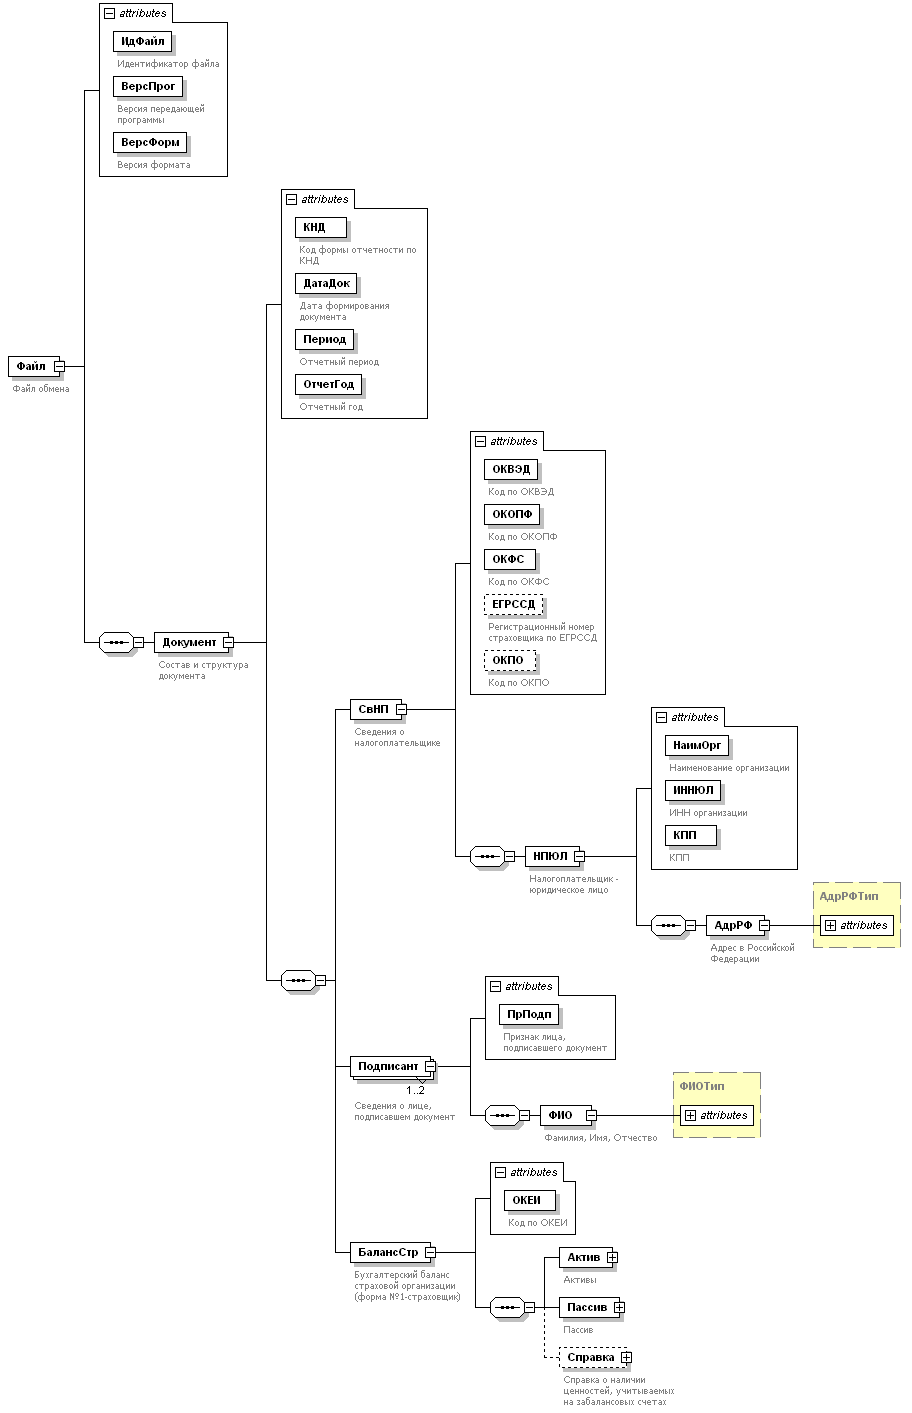 attributes
ИдФайл
Идентификатор файла
ВерсПрог
Версия передающей
программы
ВерсФорм
Версия формата
attributes
КНД
Код формы отчетности по
КНД
ДатаДок
Дата формирования
документа
Период
Отчетный период
ОтчетГод
Отчетный год
Файл
Файл обмена
attributes
ОКВЭД
Код по ОКВЭД
ОКОПФ
Код по ОКОПФ
ОКФС
Код по ОКФС
ЕГРССД
Регистрационный номер
страховщика по ЕГРССД
ОКПО
Код по ОКПО
Документ
Состав и структура
документа
СвНП
Сведения о
налогоплательщике
attributes
НаимОрг
Наименование организации
ИННЮЛ
ИНН организации
КПП
КПП
НПЮЛ
Налогоплательщик -
юридическое лицо
АдрРФТип
attributes
АдрРФ
Адрес в Российской
Федерации
attributes
ПрПодп
Признак лица,
подписавшего документ
Подписант
1..2
Сведения о лице,
подписавшем документ
ФИОТип
attributes
ФИО
Фамилия, Имя, Отчество
attributes
ОКЕИ
Код по ОКЕИ
БалансСтр
Бухгалтерский баланс
страховой организации
(форма №1-страховщик)
Актив
Активы
Пассив
Пассив
Справка
Справка о наличии
ценностей, учитываемых
на забалансовых счетах